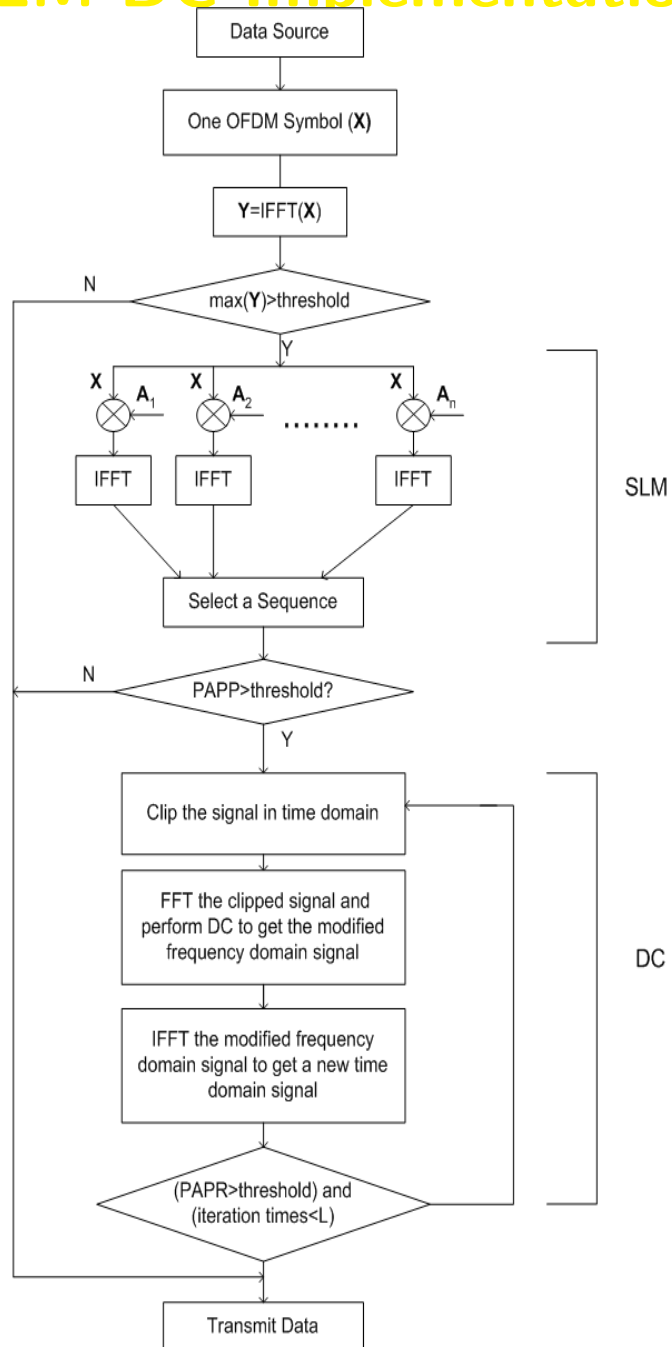 Data Source
One OFDM Symbol (X)
Y=IFFT(X)
max(Y)>threshold
N
Y
X
A1
X
A2
........
X
An
IFFT
IFFT
IFFT
SLM
Select a Sequence
PAPP>threshold?
N
Y
Clip the signal in time domain
FFT the clipped signal and
perform DC to get the modified
frequency domain signal
DC
IFFT the modified frequency
domain signal to get a new time
domain signal
(PAPR>threshold) and
(iteration times<L)
Transmit Data